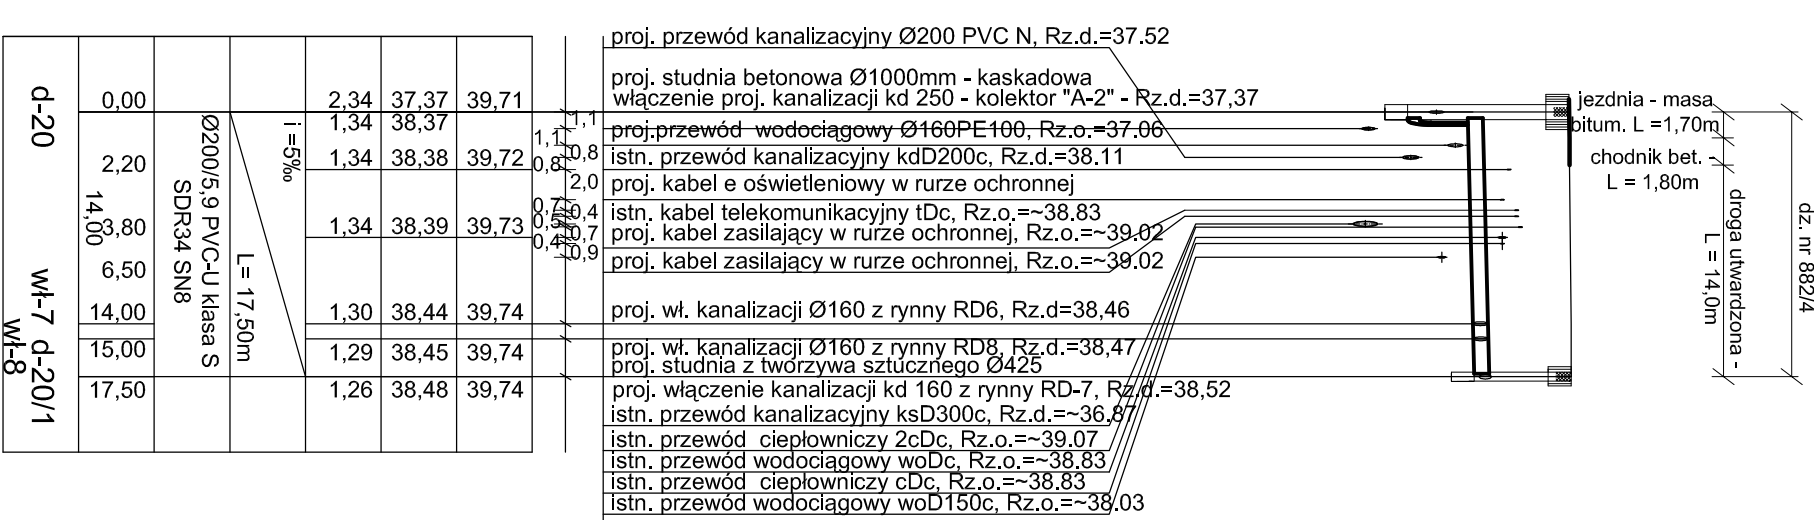 proj. przewód kanalizacyjny Ø200 PVC N, Rz.d.=37.52
proj. studnia betonowa Ø1000mm - kaskadowa
włączenie proj. kanalizacji kd 250 - kolektor "A-2" - Rz.d.=37,37
proj.przewód wodociągowy Ø160PE100, Rz.o.=37.06
istn. przewód kanalizacyjny kdD200c, Rz.d.=38.11
proj. kabel e oświetleniowy w rurze ochronnej
istn. kabel telekomunikacyjny tDc, Rz.o.=~38.83
proj. kabel zasilający w rurze ochronnej, Rz.o.=~39.02
proj. kabel zasilający w rurze ochronnej, Rz.o.=~39.02
proj. wł. kanalizacji Ø160 z rynny RD6, Rz.d=38,46
proj. wł. kanalizacji Ø160 z rynny RD8, Rz.d=38,47
proj. studnia z tworzywa sztucznego Ø425
proj. włączenie kanalizacji kd 160 z rynny RD-7, Rz.d.=38,52
istn. przewód kanalizacyjny ksD300c, Rz.d.=~36.87
istn. przewód ciepłowniczy 2cDc, Rz.o.=~39.07
istn. przewód wodociągowy woDc, Rz.o.=~38.83
istn. przewód ciepłowniczy cDc, Rz.o.=~38.83
istn. przewód wodociągowy woD150c, Rz.o.=~38.03
d-20
wł-7 d-20/1
wł-8
0,00
2,20
3,80
6,50
14,00
15,00
17,50
14,00
Ø200/5,9 PVC-U klasa S
SDR34 SN8
L= 17,50m
i =5‰
2,34 37,37 39,71
1,34 38,37
1,34 38,38 39,72
1,34 38,39 39,73
1,30 38,44 39,74
1,29 38,45 39,74
1,26 38,48 39,74
1,1
1,1
0,8
0,8
2,0
0,7
0,4
0,5
0,7
0,4
0,9
jezdnia - masa
bitum. L =1,70m
chodnik bet. -
L = 1,80m
droga utwardzona -
L = 14,0m
dz. nr 882/4